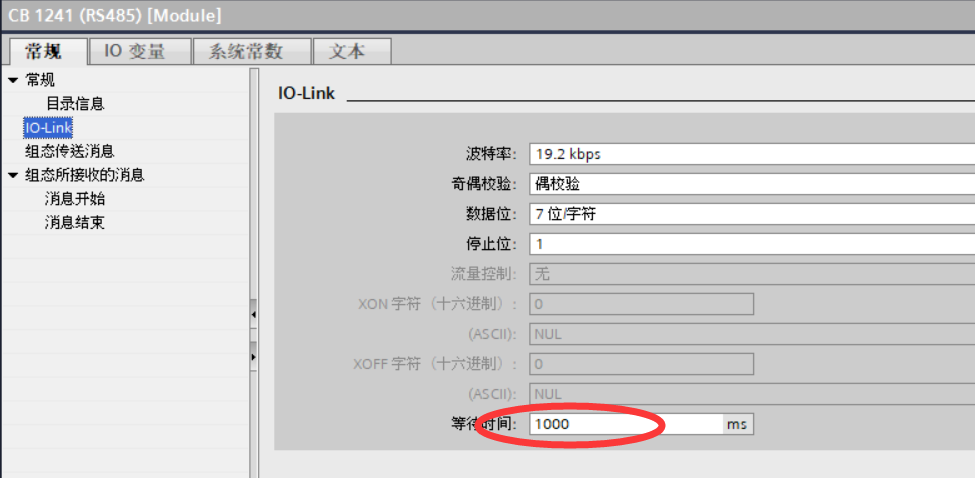 CB 1241 (RS485) [Module]
常规 IO 变量 系统常数 文本
常规
目录信息
IO-Link
组态传送消息
组态所接收的消息
消息开始
消息结束
IO-Link
波特率: 19.2 kbps
奇偶校验: 偶校验
数据位: 7 位/字符
停止位: 1
流量控制: 无
XON 字符（十六进制）: 0
(ASCII): NUL
XOFF 字符（十六进制）: 0
(ASCII): NUL
等待时间: 1000 ms